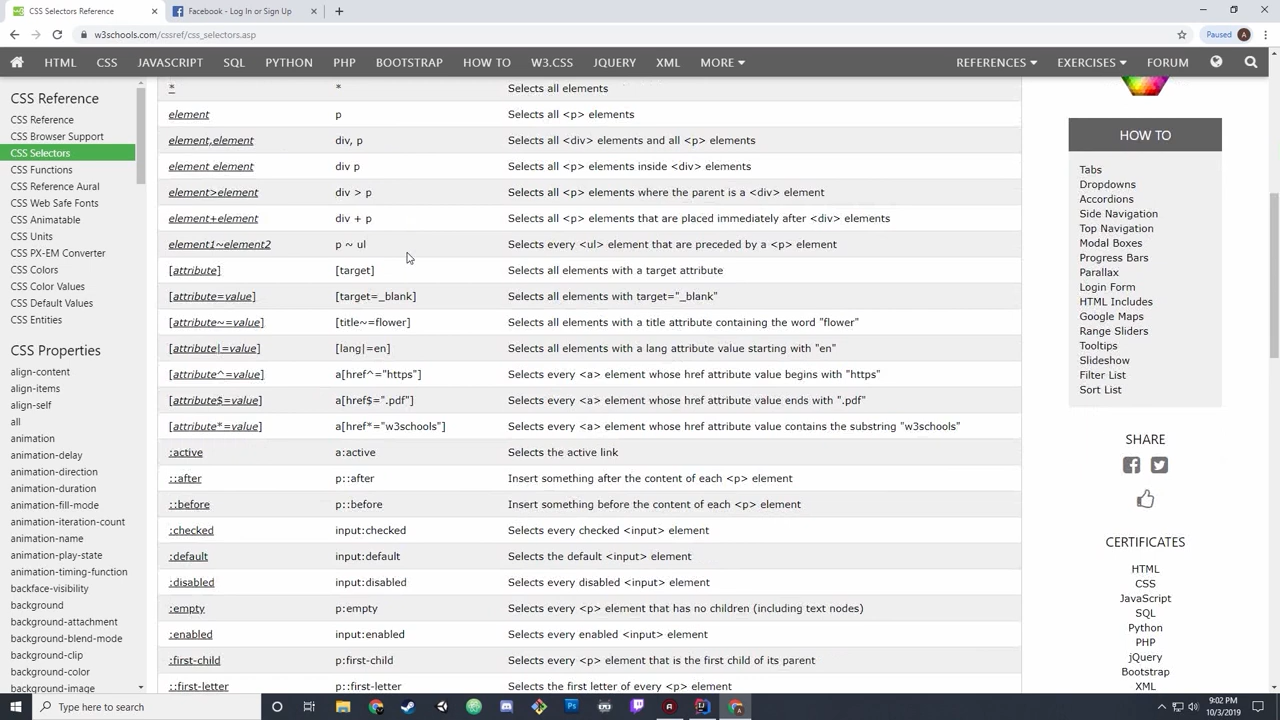 CSS Selectors Reference
Facebook - Log In or Sign Up
w3schools.com/cssref/css_selectors.asp
Paused
A
HTML CSS JAVASCRIPT SQL PYTHON PHP BOOTSTRAP HOW TO W3.CSS JQUERY XML MORE REFERENCES EXERCISES FORUM
CSS Reference
CSS Reference
CSS Browser Support
CSS Selectors
CSS Functions
CSS Reference Aural
CSS Web Safe Fonts
CSS Animatable
CSS Units
CSS PX-EM Converter
CSS Colors
CSS Color Values
CSS Default Values
CSS Entities
CSS Properties
align-content
align-items
align-self
all
animation
animation-delay
animation-direction
animation-duration
animation-fill-mode
animation-iteration-count
animation-name
animation-play-state
animation-timing-function
backface-visibility
background
background-attachment
background-blend-mode
background-clip
background-color
background-image
* * Selects all elements
element p Selects all <p> elements
element,element div, p Selects all <div> elements and all <p> elements
element element div p Selects all <p> elements inside <div> elements
element>element div > p Selects all <p> elements where the parent is a <div> element
element+element div + p Selects all <p> elements that are placed immediately after <div> elements
element1~element2 p ~ ul Selects every <ul> element that are preceded by a <p> element
[attribute] [target] Selects all elements with a target attribute
[attribute=value] [target=_blank] Selects all elements with target="_blank"
[attribute~=value] [title~=flower] Selects all elements with a title attribute containing the word "flower"
[attribute|=value] [lang|=en] Selects all elements with a lang attribute value starting with "en"
[attribute^=value] a[href^="https"] Selects every <a> element whose href attribute value begins with "https"
[attribute$=value] a[href$=".pdf"] Selects every <a> element whose href attribute value ends with ".pdf"
[attribute*=value] a[href*="w3schools"] Selects every <a> element whose href attribute value contains the substring "w3schools"
:active a:active Selects the active link
::after p::after Insert something after the content of each <p> element
::before p::before Insert something before the content of each <p> element
:checked input:checked Selects every checked <input> element
:default input:default Selects the default <input> element
:disabled input:disabled Selects every disabled <input> element
:empty p:empty Selects every <p> element that has no children (including text nodes)
:enabled input:enabled Selects every enabled <input> element
:first-child p:first-child Selects every <p> element that is the first child of its parent
::first-letter p::first-letter Selects the first letter of every <p> element
HOW TO
Tabs
Dropdowns
Accordions
Side Navigation
Top Navigation
Modal Boxes
Progress Bars
Parallax
Login Form
HTML Includes
Google Maps
Range Sliders
Tooltips
Slideshow
Filter List
Sort List
SHARE
CERTIFICATES
HTML
CSS
JavaScript
SQL
Python
PHP
jQuery
Bootstrap
XML
Type here to search
9:02 PM
10/3/2019